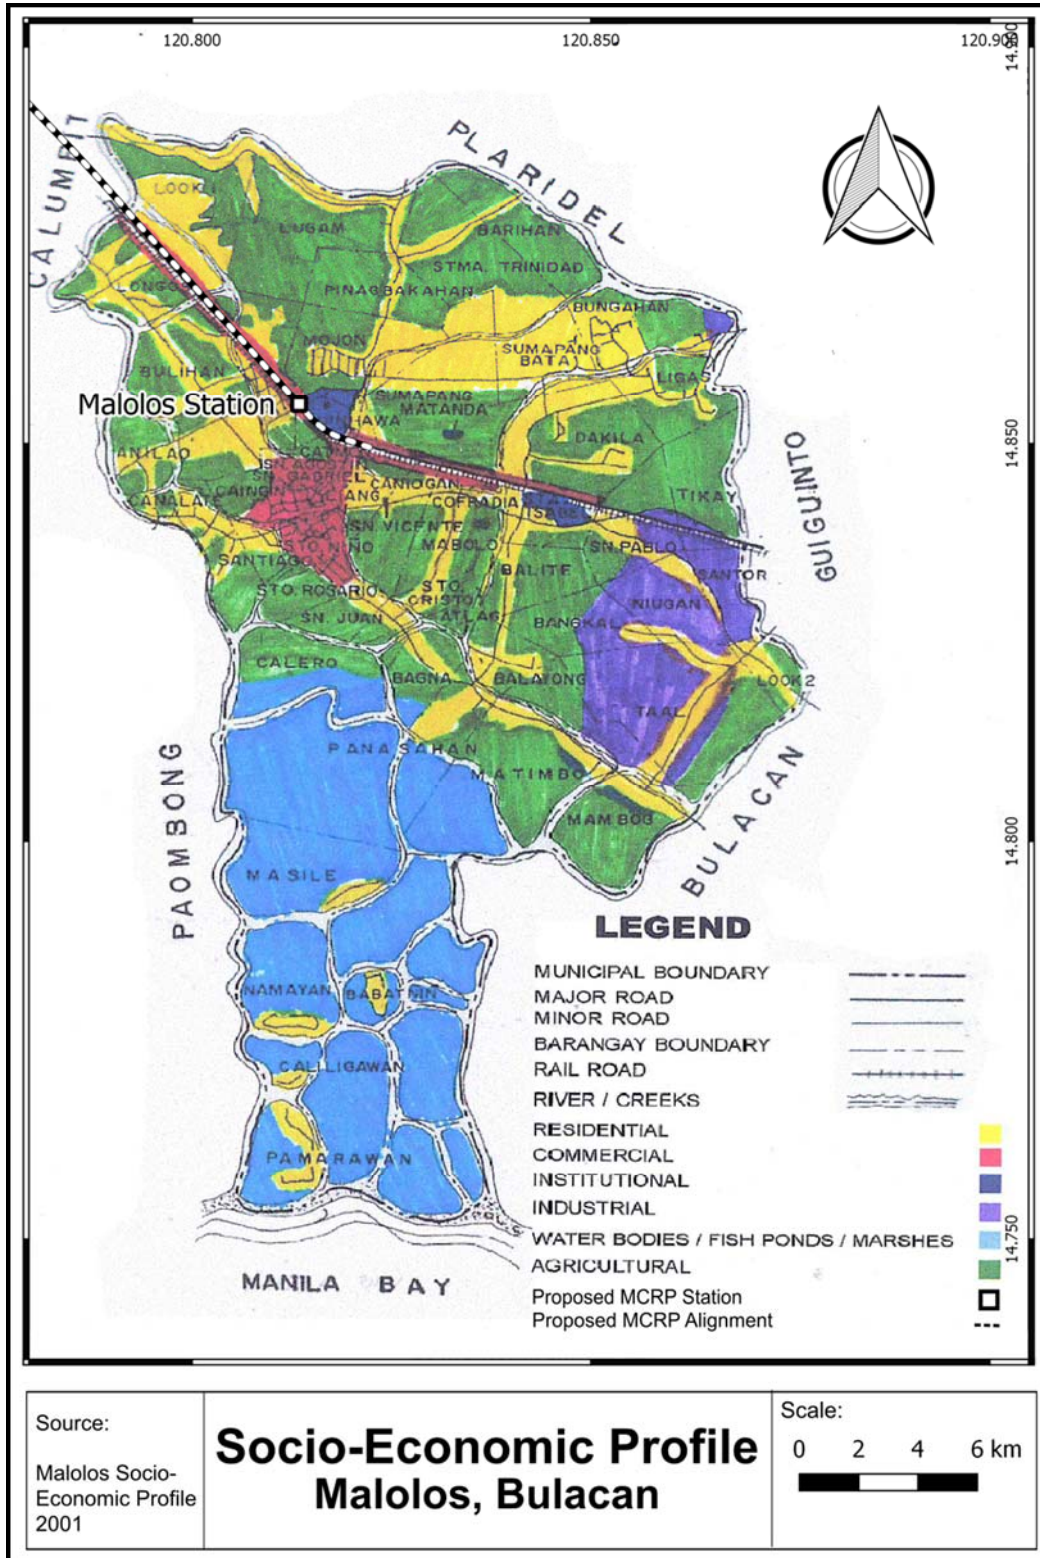 120.800
120.850
120.900
14.900
PLARIDEL
CALUMPIT
LOOK 1
LUGAM
BARIHAN
STMA. TRINIDAD
LONGOS
PINAGBAKAHAN
BUNGAHAN
MOJON
SUMAPANG
BATA
BULIHAN
LIGAS
Malolos Station
SUMAPANG
MATANDA
DAKILA
14.850
ANILAO
SN. GABRIEL
CANIOGAN
CAINGIN
COFRADIA
TIKAY
CANALATE
GUIGUINTO
SN. VICENTE
MABOLO
SN. PABLO
SANTIAGO
STO. NIÑO
BALITE
SANTOR
STO. ROSARIO
STO.
CRISTO
NIUGAN
SN. JUAN
ATLAG
BANGKAL
CALERO
BAGNA
BALAYONG
LOOK 2
TAAL
PANASAHAN
PAOMBONG
MATIMBO
BULACAN
MAMBOG
14.800
MASILE
LEGEND
NAMAYAN
BABATNIN
MUNICIPAL BOUNDARY
MAJOR ROAD
MINOR ROAD
BARANGAY BOUNDARY
CALILIGAWAN
RAIL ROAD
RIVER / CREEKS
RESIDENTIAL
COMMERCIAL
PAMARAWAN
INSTITUTIONAL
INDUSTRIAL
WATER BODIES / FISH PONDS / MARSHES
14.750
AGRICULTURAL
MANILA BAY
Proposed MCRP Station
Proposed MCRP Alignment
Source:
Malolos Socio-
Economic Profile
2001
Socio-Economic Profile
Malolos, Bulacan
Scale:
0 2 4 6 km